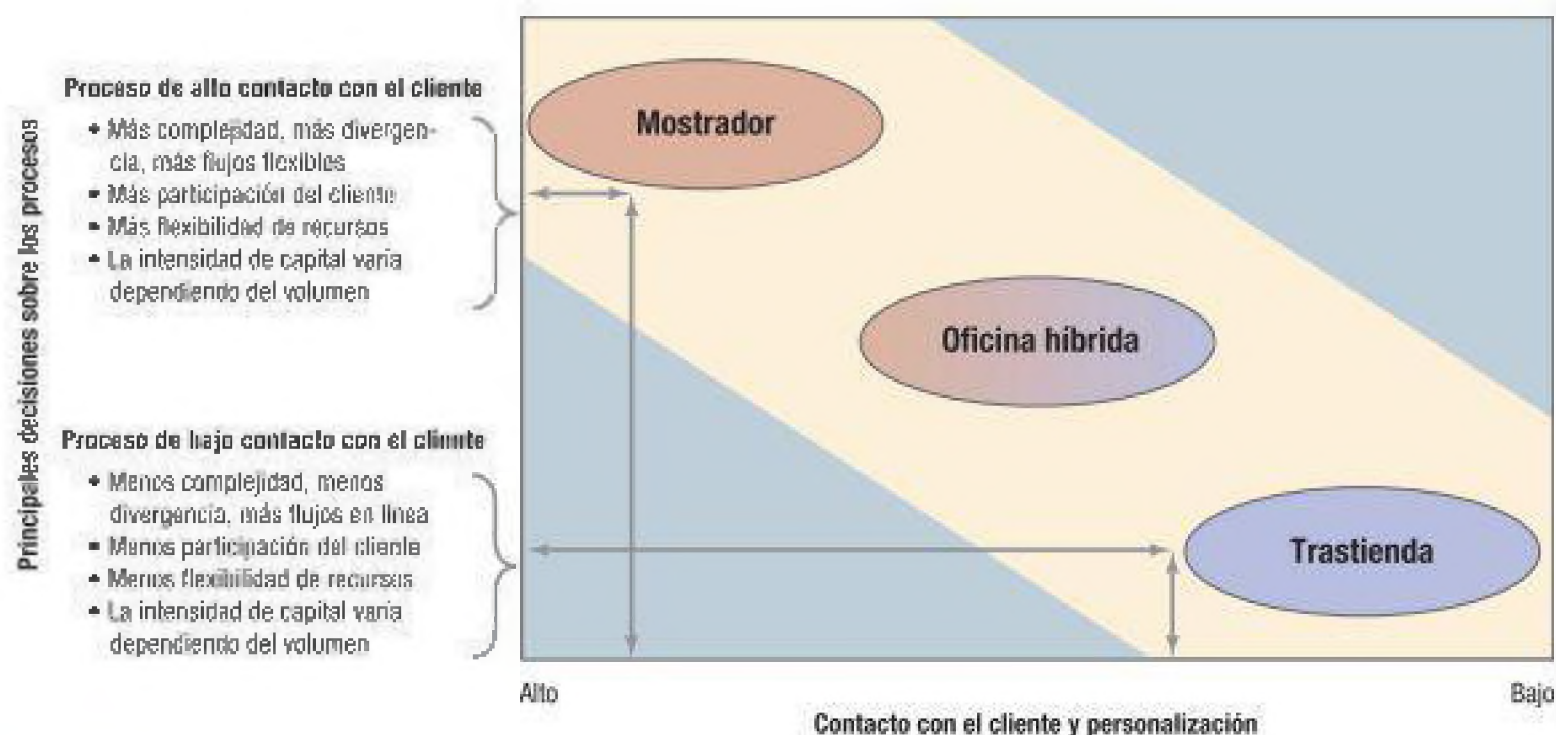 Principales decisiones sobre los procesos
Proceso de alto contacto con el cliente
• Más complejidad, más divergen-
cia, más flujos flexibles
• Más participación del cliente
• Más flexibilidad de recursos
• La intensidad de capital varia
dependiendo del volumen
Proceso de bajo contacto con el cliente
• Menos complejidad, menos
divergencia, más flujos en línea
• Menos participación del cliente
• Menos flexibilidad de recursos
• La intensidad de capital varia
dependiendo del volumen
Mostrador
Oficina híbrida
Trastienda
Alto
Bajo
Contacto con el cliente y personalización